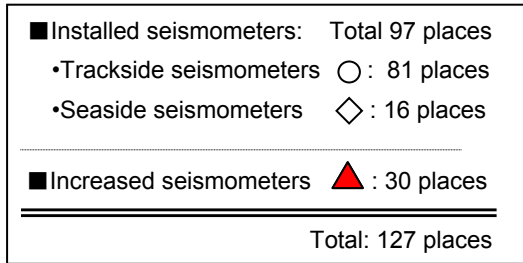 ■Installed seismometers: Total 97 places
•Trackside seismometers ○: 81 places
•Seaside seismometers ◇: 16 places
■Increased seismometers ▲: 30 places
Total: 127 places